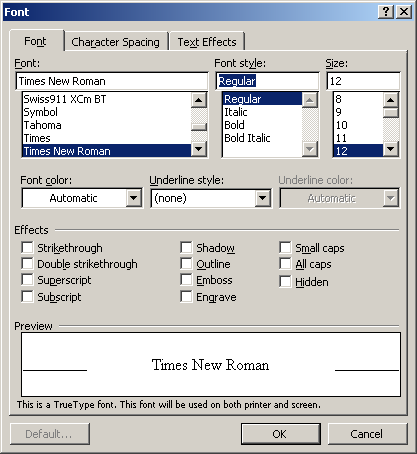 Font
Font
Character Spacing
Text Effects
Font:
Font style:
Size:
Times New Roman
Regular
12
Swiss911 XCm BT
Symbol
Tahoma
Times
Times New Roman
Regular
Italic
Bold
Bold Italic
8
9
10
11
12
Font color:
Underline style:
Underline color:
Automatic
(none)
Automatic
Effects
Strikethrough
Double strikethrough
Superscript
Subscript
Shadow
Outline
Emboss
Engrave
Small caps
All caps
Hidden
Preview
Times New Roman
This is a TrueType font. This font will be used on both printer and screen.
Default...
OK
Cancel